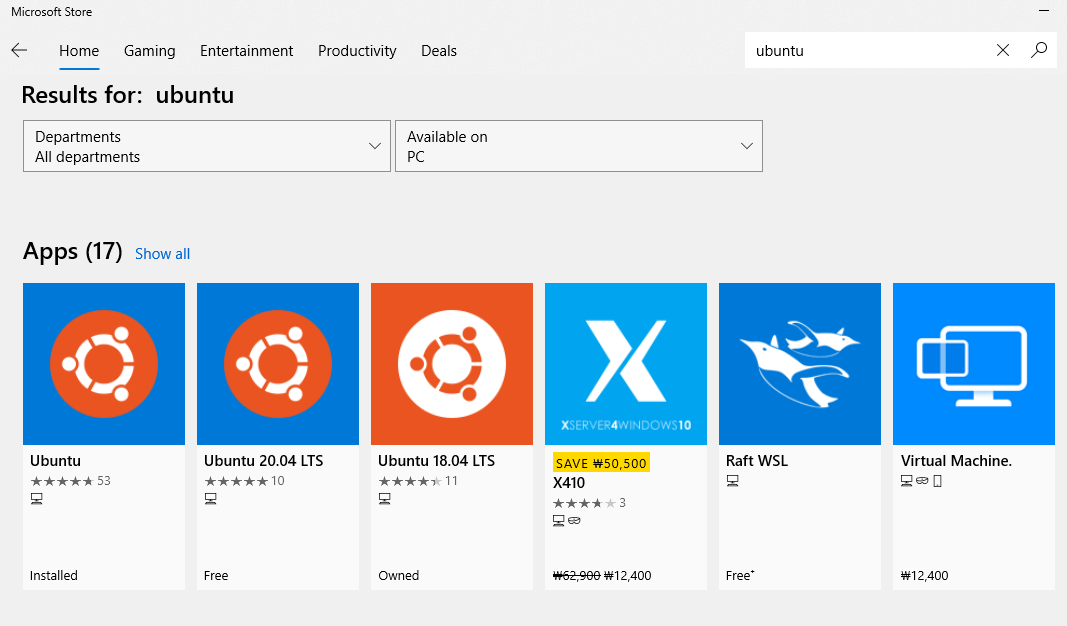 Microsoft Store
Home Gaming Entertainment Productivity Deals
ubuntu
Results for: ubuntu
Departments
All departments
Available on
PC
Apps (17) Show all
Ubuntu
53
Installed
Ubuntu 20.04 LTS
10
Free
Ubuntu 18.04 LTS
11
Owned
X
XSERVER4WINDOWS10
SAVE ₩50,500
X410
3
₩62,900 ₩12,400
Raft WSL
Free+
Virtual Machine.
₩12,400